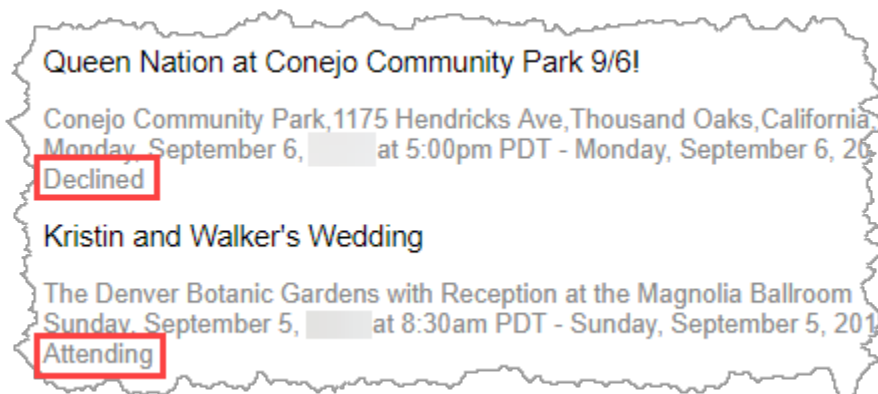 Queen Nation at Conejo Community Park 9/6!
Conejo Community Park,1175 Hendricks Ave,Thousand Oaks,California,
Monday, September 6, at 5:00pm PDT - Monday, September 6, 20
Declined
Kristin and Walker's Wedding
The Denver Botanic Gardens with Reception at the Magnolia Ballroom
Sunday, September 5, at 8:30am PDT - Sunday, September 5, 201
Attending